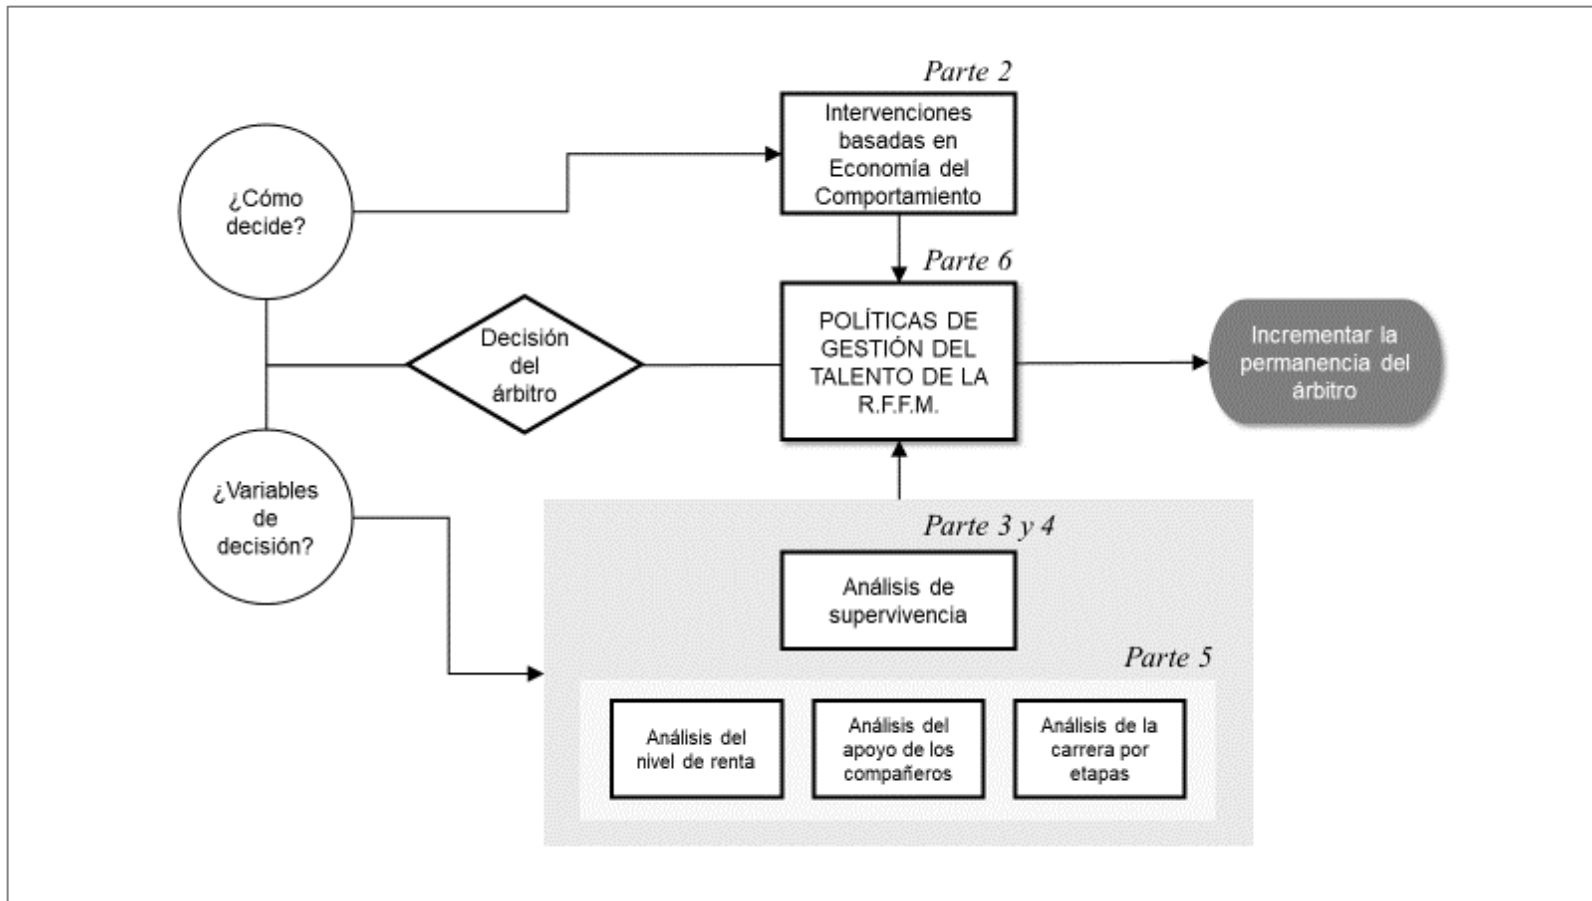 Parte 2
Intervenciones
basadas en
Economía del
Comportamiento
¿Cómo
decide?
Parte 6
POLÍTICAS DE
GESTIÓN DEL
TALENTO DE LA
R.F.F.M.
Decisión
del
árbitro
Incrementar la
permanencia del
árbitro
¿Variables
de
decisión?
Parte 3 y 4
Análisis de
supervivencia
Parte 5
Análisis del
nivel de renta
Análisis del
apoyo de los
compañeros
Análisis de la
carrera por
etapas